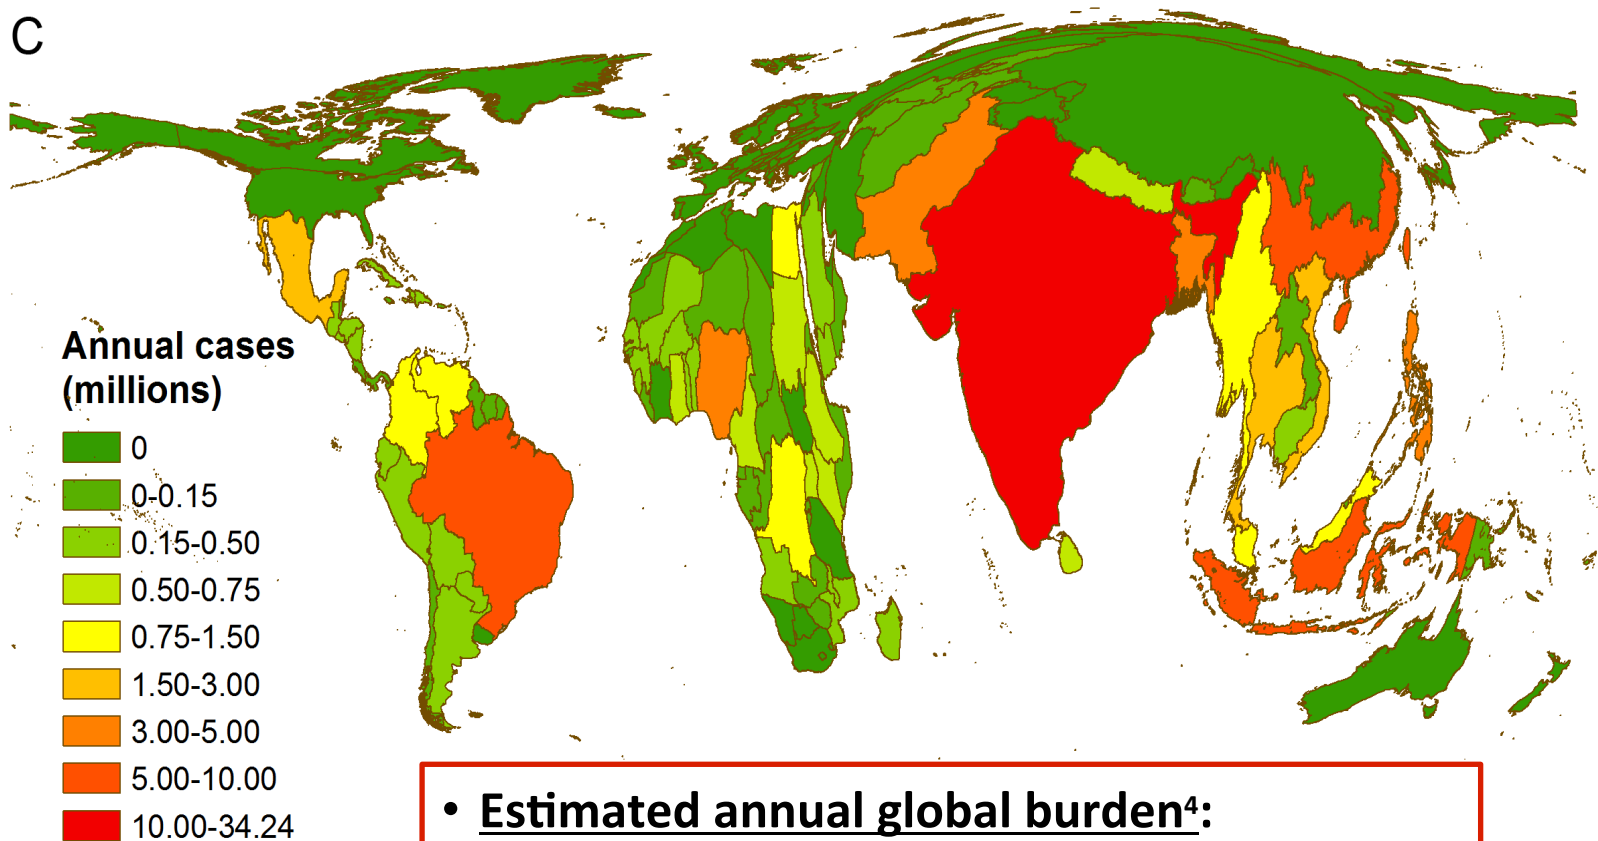 C
Annual cases
(millions)
0
0-0.15
0.15-0.50
0.50-0.75
0.75-1.50
1.50-3.00
3.00-5.00
5.00-10.00
10.00-34.24
• Estimated annual global burden⁴: